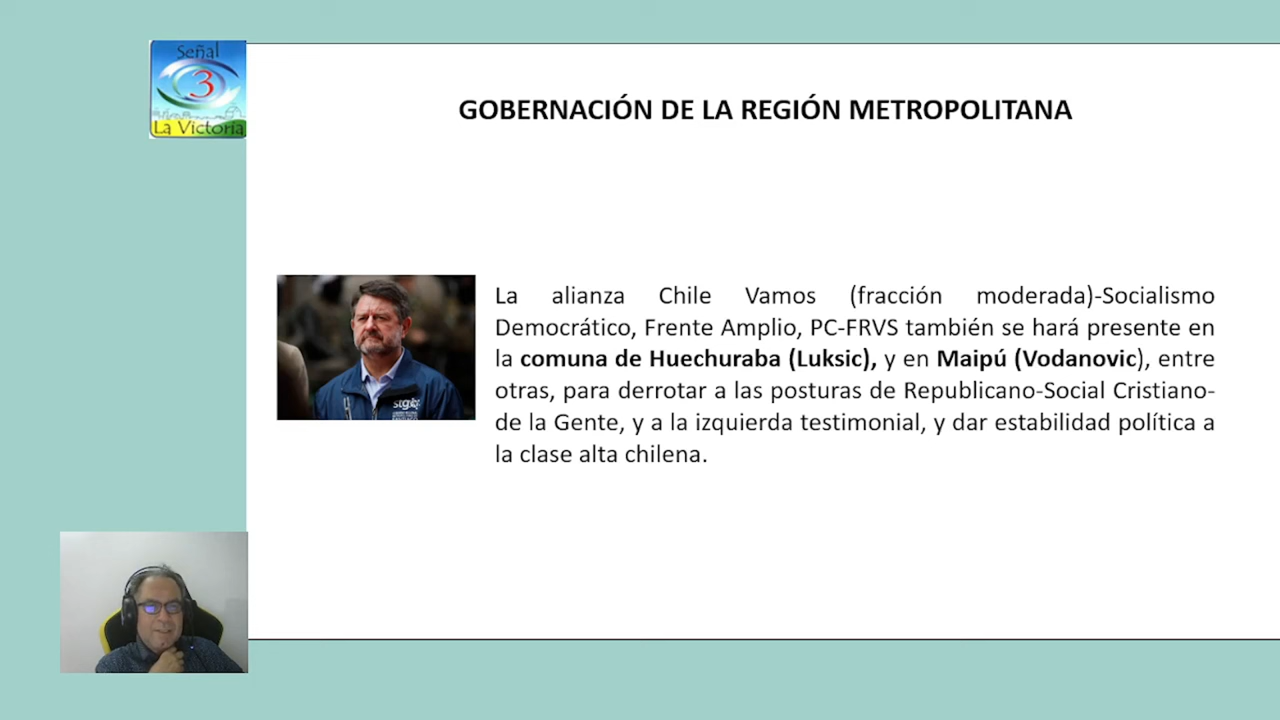 Señal
3
La Victoria
GOBERNACIÓN DE LA REGIÓN METROPOLITANA
La alianza Chile Vamos (fracción moderada)-Socialismo
Democrático, Frente Amplio, PC-FRVS también se hará presente en
la comuna de Huechuraba (Luksic), y en Maipú (Vodanovic), entre
otras, para derrotar a las posturas de Republicano-Social Cristiano-
de la Gente, y a la izquierda testimonial, y dar estabilidad política a
la clase alta chilena.